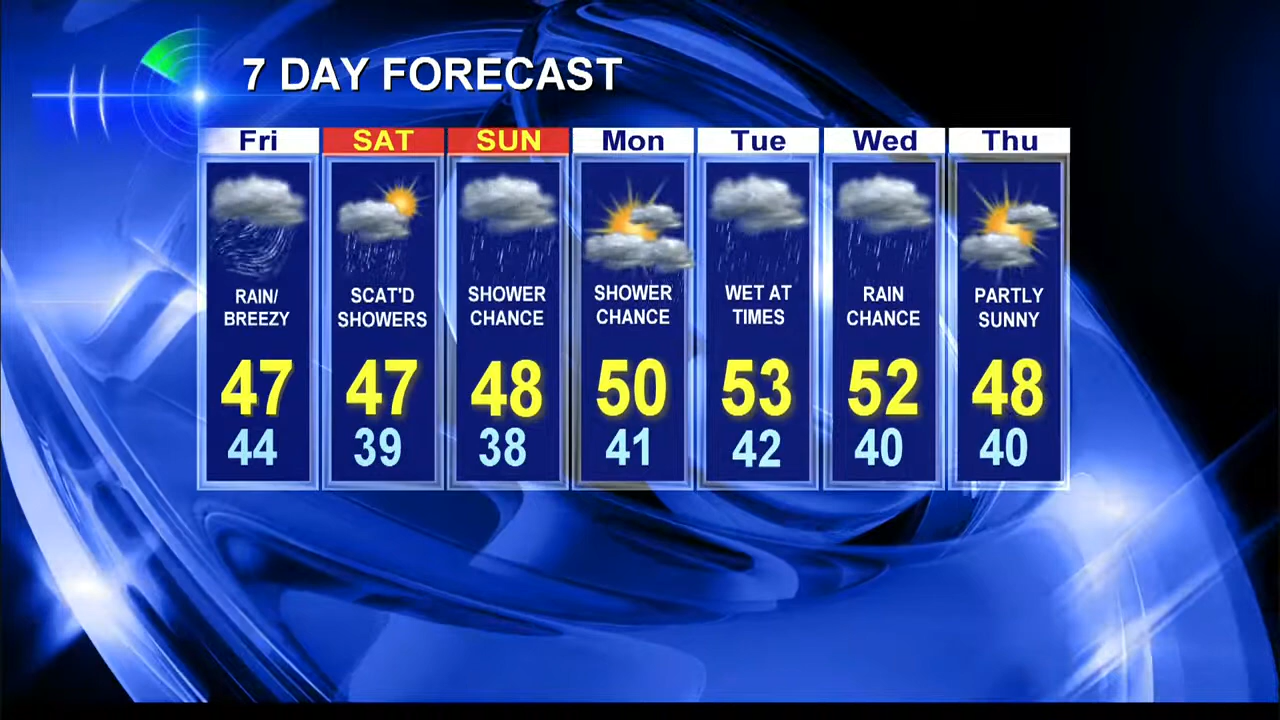 7 DAY FORECAST
Fri SAT SUN Mon Tue Wed Thu
RAIN/ SCAT'D SHOWER SHOWER WET AT RAIN PARTLY
BREEZY SHOWERS CHANCE CHANCE TIMES CHANCE SUNNY
47 47 48 50 53 52 48
44 39 38 41 42 40 40